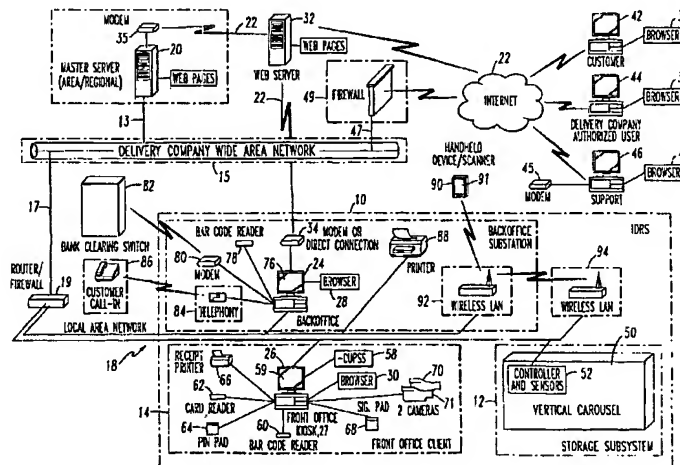 MODEM
35
20
22
32
MASTER SERVER
(AREA/REGIONAL)
WEB PAGES
WEB SERVER
WEB PAGES
13
22
49
FIREWALL
47
22
INTERNET
42
BROWSER
CUSTOMER
44
BROWSER
DELIVERY COMPANY
AUTHORIZED USER
46
BROWSER
45
MODEM
SUPPORT
DELIVERY COMPANY WIDE AREA NETWORK
15
17
82
BANK CLEARING SWITCH
ROUTER/
FIREWALL
19
86
CUSTOMER
CALL-IN
HANDHELD
DEVICE/SCANNER
90
91
10
IDRS
BAR CODE READER
34
MODEM OR
DIRECT CONNECTION
88
PRINTER
BACKOFFICE
SUBSTATION
80
78
MODEM
76
24
BROWSER
28
84
TELEPHONY
BACKOFFICE
92
WIRELESS LAN
94
WIRELESS LAN
LOCAL AREA NETWORK
18
RECEIPT
PRINTER
66
26
59
CUPSS
58
BROWSER
30
70
71
2 CAMERAS
62
CARD READER
14
64
PIN PAD
FRONT OFFICE
KIOSK,27
60
BAR CODE READER
SIG. PAD
68
FRONT OFFICE CLIENT
50
CONTROLLER
AND SENSORS
52
12
VERTICAL CAROUSEL
STORAGE SUBSYSTEM